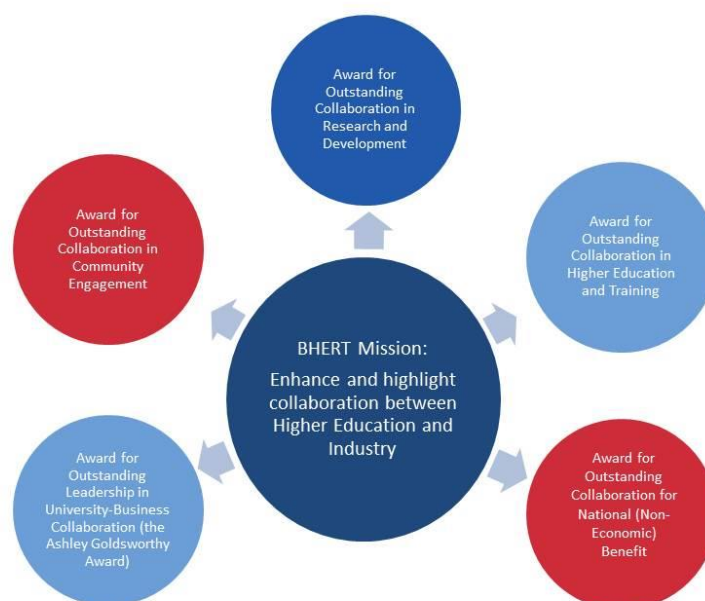 Award for
Outstanding
Collaboration in
Research and
Development
Award for
Outstanding
Collaboration in
Community
Engagement
Award for
Outstanding
Collaboration in
Higher Education
and Training
BHERT Mission:
Enhance and highlight
collaboration between
Higher Education and
Industry
Award for
Outstanding
Leadership in
University-Business
Collaboration (the
Ashley Goldsworthy
Award)
Award for
Outstanding
Collaboration for
National (Non-
Economic)
Benefit